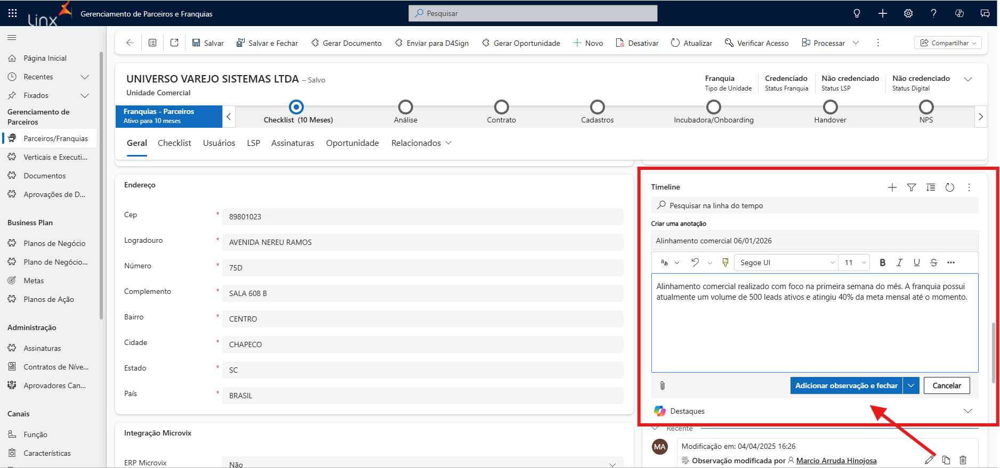 Linx
Gerenciamento de Parceiros e Franquias
Pesquisar
Salvar
Salvar e Fechar
Gerar Documento
Enviar para D4Sign
Gerar Oportunidade
Novo
Desativar
Atualizar
Verificar Acesso
Processar
Compartilhar
Página Inicial
Recentes
Fixados
Gerenciamento de
Parceiros
Parceiros/Franquias
Verticais e Executi...
Documentos
Aprovações de D...
Business Plan
Planos de Negócio
Plano de Negócio...
Metas
Planos de Ação
Administração
Assinaturas
Contratos de Níve...
Aprovadores Can...
Canais
Função
Características
UNIVERSO VAREJO SISTEMAS LTDA – Salvo
Unidade Comercial
Franquia
Tipo de Unidade
Credenciado
Status Franquia
Não credenciado
Status LSP
Não credenciado
Status Digital
Franquias - Parceiros
Ativo para 10 meses
Checklist (10 Meses)
Análise
Contrato
Cadastros
Incubadora/Onboarding
Handover
NPS
Geral
Checklist
Usuários
LSP
Assinaturas
Oportunidade
Relacionados
Endereço
Cep * 89801023
Logradouro * AVENIDA NEREU RAMOS
Número * 75D
Complemento * SALA 608 B
Bairro * CENTRO
Cidade * CHAPECO
Estado * SC
País * BRASIL
Integração Microvix
ERP Microvix Não
Timeline
Pesquisar na linha do tempo
Criar uma anotação
Alinhamento comercial 06/01/2026
Segoe UI 11 B I U S
Alinhamento comercial realizado com foco na primeira semana do mês. A franquia possui
atualmente um volume de 500 leads ativos e atingiu 40% da meta mensal até o momento.
Adicionar observação e fechar
Cancelar
Destaques
Recente
MA
Modificação em: 04/04/2025 16:26
Observação modificada por Marcio Arruda Hinojosa